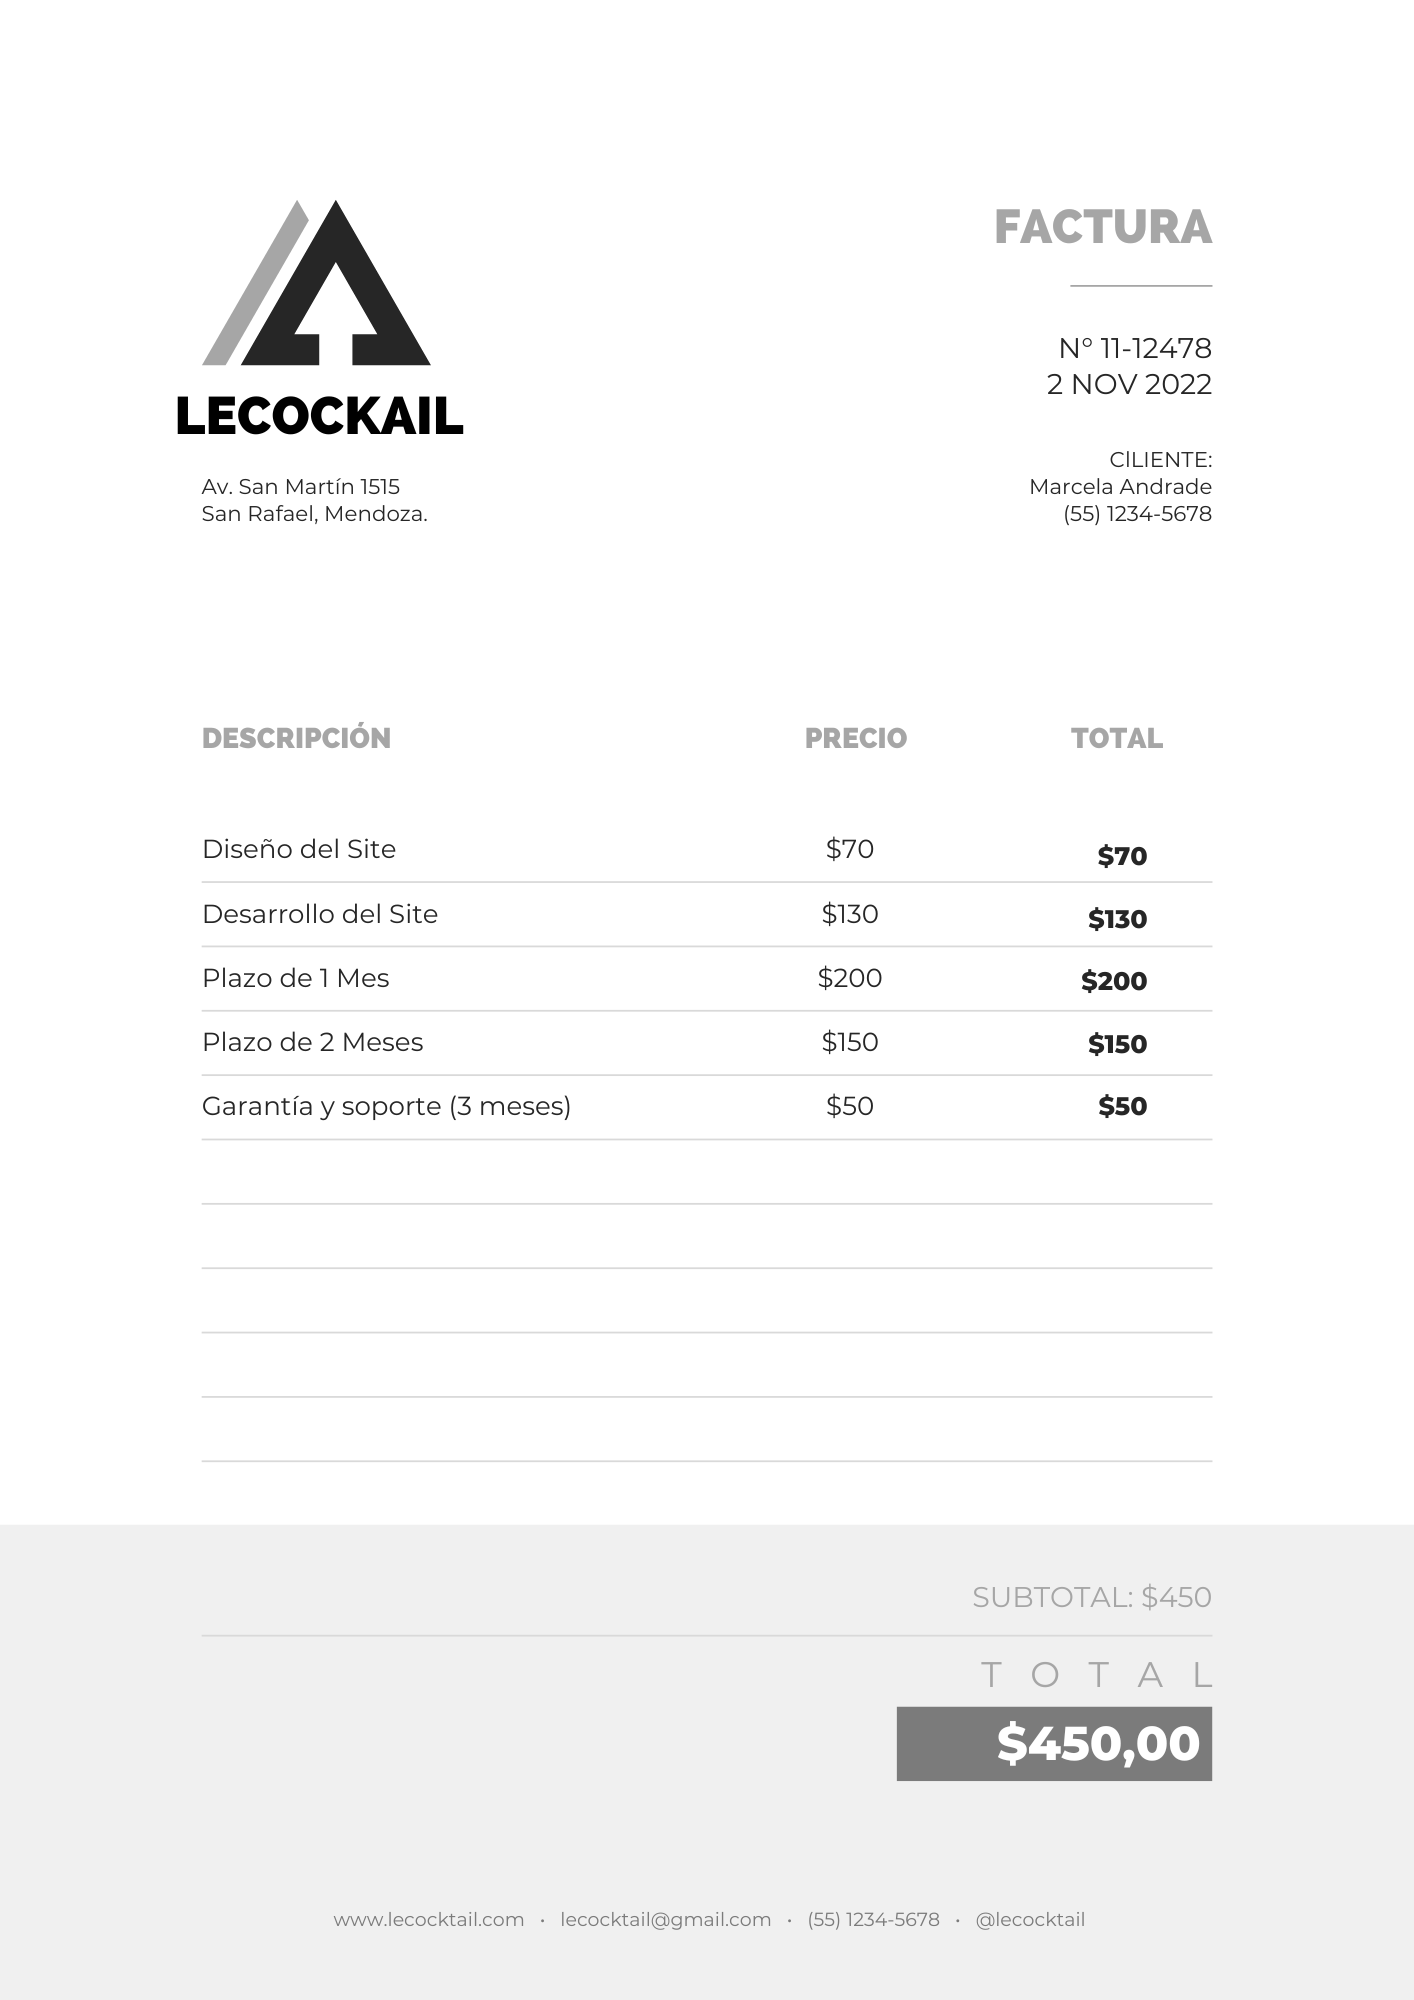 LECOCKAIL
Av. San Martín 1515
San Rafael, Mendoza.
FACTURA
N° 11-12478
2 NOV 2022
ClLIENTE:
Marcela Andrade
(55) 1234-5678
DESCRIPCIÓN PRECIO TOTAL
Diseño del Site $70 $70
Desarrollo del Site $130 $130
Plazo de 1 Mes $200 $200
Plazo de 2 Meses $150 $150
Garantía y soporte (3 meses) $50 $50
SUBTOTAL: $450
TOTAL
$450,00
www.lecocktail.com • lecocktail@gmail.com • (55) 1234-5678 • @lecocktail